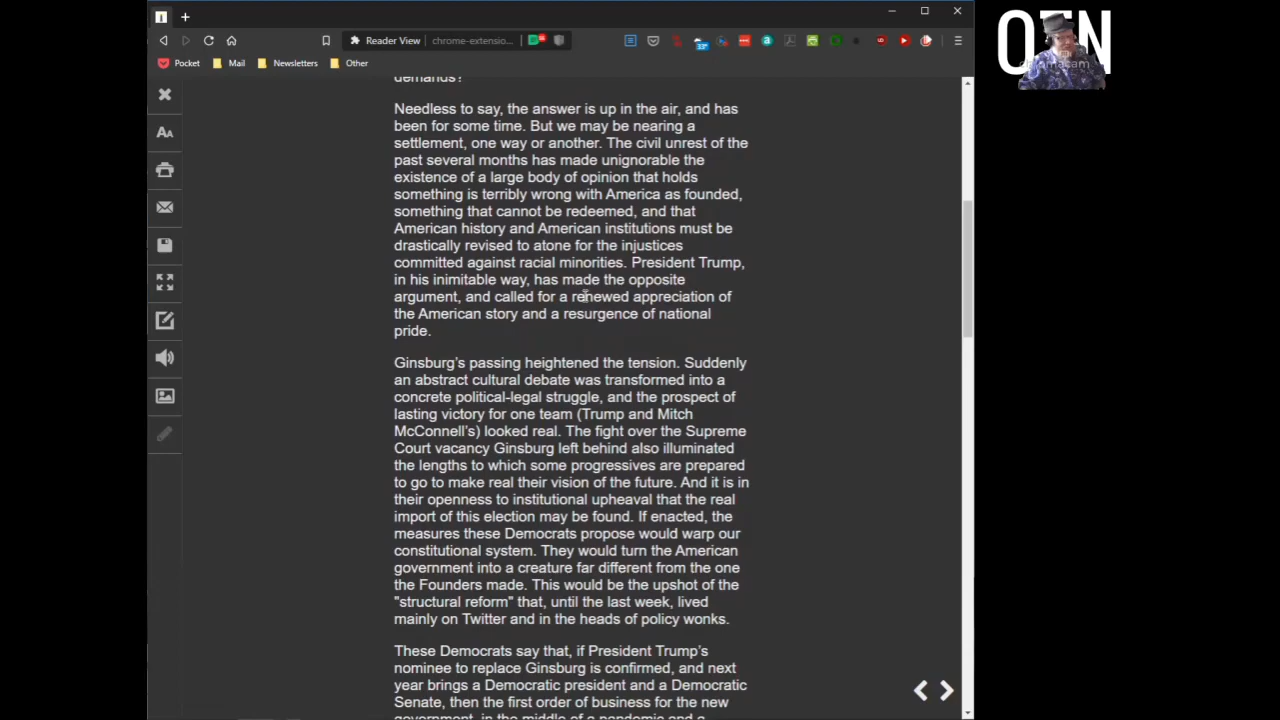 Reader View
chrome-extensio...
33°
Pocket
Mail
Newsletters
Other
OTN
demands?
Needless to say, the answer is up in the air, and has
been for some time. But we may be nearing a
settlement, one way or another. The civil unrest of the
past several months has made unignorable the
existence of a large body of opinion that holds
something is terribly wrong with America as founded,
something that cannot be redeemed, and that
American history and American institutions must be
drastically revised to atone for the injustices
committed against racial minorities. President Trump,
in his inimitable way, has made the opposite
argument, and called for a renewed appreciation of
the American story and a resurgence of national
pride.
Ginsburg's passing heightened the tension. Suddenly
an abstract cultural debate was transformed into a
concrete political-legal struggle, and the prospect of
lasting victory for one team (Trump and Mitch
McConnell's) looked real. The fight over the Supreme
Court vacancy Ginsburg left behind also illuminated
the lengths to which some progressives are prepared
to go to make real their vision of the future. And it is in
their openness to institutional upheaval that the real
import of this election may be found. If enacted, the
measures these Democrats propose would warp our
constitutional system. They would turn the American
government into a creature far different from the one
the Founders made. This would be the upshot of the
"structural reform" that, until the last week, lived
mainly on Twitter and in the heads of policy wonks.
These Democrats say that, if President Trump's
nominee to replace Ginsburg is confirmed, and next
year brings a Democratic president and a Democratic
Senate, then the first order of business for the new
government, in the middle of a pandemic and a